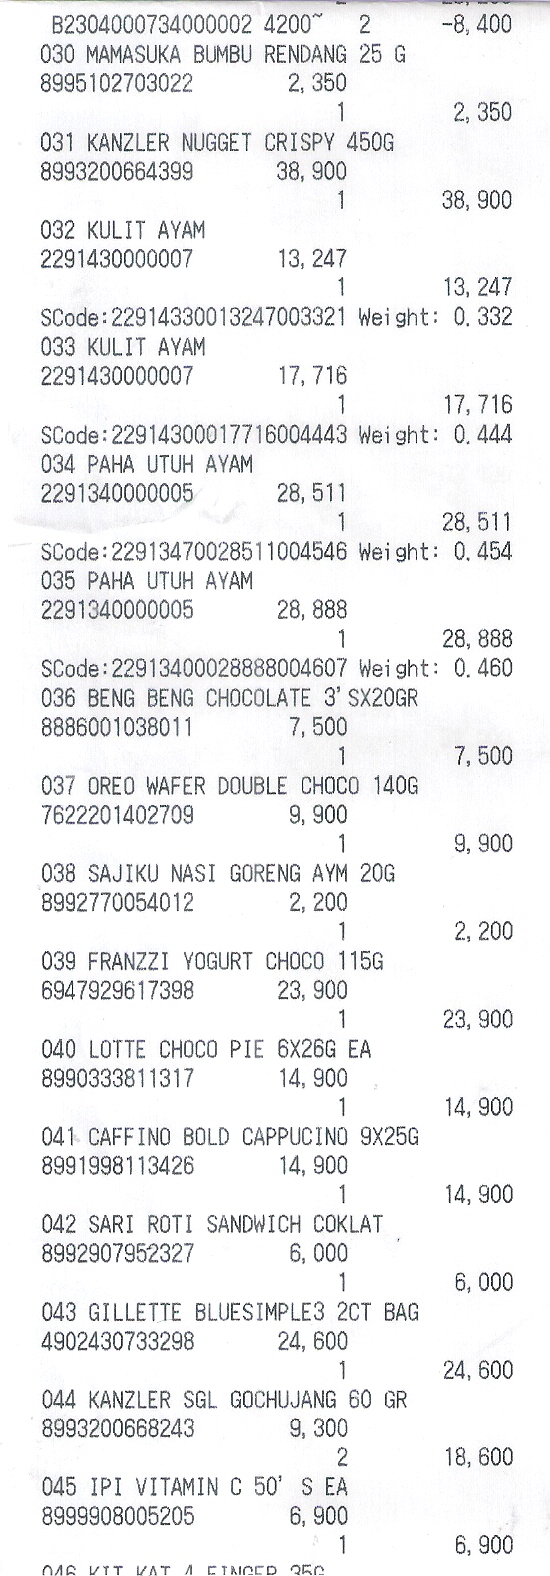 B2304000734000002 4200~ 2 -8,400
030 MAMASUKA BUMBU RENDANG 25 G
8995102703022 2,350
1 2,350
031 KANZLER NUGGET CRISPY 450G
8993200664399 38,900
1 38,900
032 KULIT AYAM
2291430000007 13,247
1 13,247
SCode:22914330013247003321 Weight: 0.332
033 KULIT AYAM
2291430000007 17,716
1 17,716
SCode:22914300017716004443 Weight: 0.444
034 PAHA UTUH AYAM
2291340000005 28,511
1 28,511
SCode:22913470028511004546 Weight: 0.454
035 PAHA UTUH AYAM
2291340000005 28,888
1 28,888
SCode:22913400028888004607 Weight: 0.460
036 BENG BENG CHOCOLATE 3'SX20GR
8886001038011 7,500
1 7,500
037 OREO WAFER DOUBLE CHOCO 140G
7622201402709 9,900
1 9,900
038 SAJIKU NASI GORENG AYM 20G
8992770054012 2,200
1 2,200
039 FRANZZI YOGURT CHOCO 115G
6947929617398 23,900
1 23,900
040 LOTTE CHOCO PIE 6X26G EA
8990333811317 14,900
1 14,900
041 CAFFINO BOLD CAPPUCINO 9X25G
8991998113426 14,900
1 14,900
042 SARI ROTI SANDWICH COKLAT
8992907952327 6,000
1 6,000
043 GILLETTE BLUESIMPLE3 2CT BAG
4902430733298 24,600
1 24,600
044 KANZLER SGL GOCHUJANG 60 GR
8993200668243 9,300
2 18,600
045 IPI VITAMIN C 50' S EA
8999908005205 6,900
1 6,900
046 KIT KAT 4 FINGER 35G